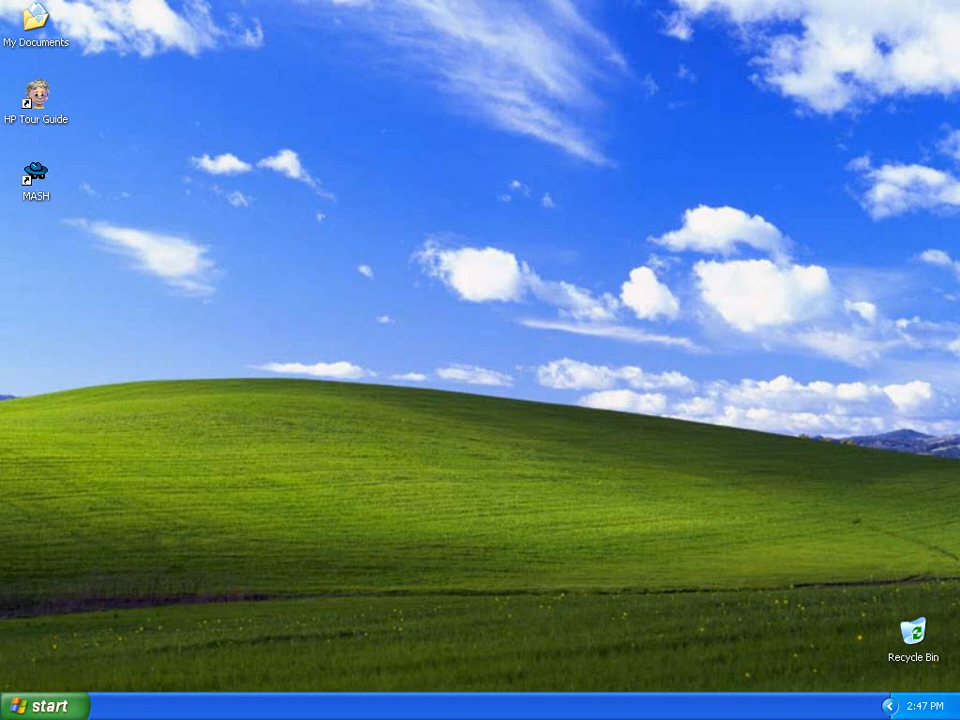 My Documents
HP Tour Guide
MASH
Recycle Bin
start
2:47 PM